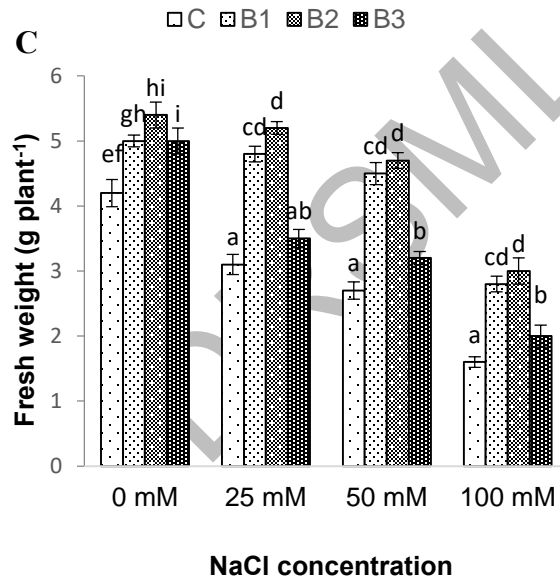 C
C B1 B2 B3
Fresh weight (g plant⁻¹)
6
5
4
3
2
1
0
ef gh hi i
a cd d ab
a cd d b
a cd d b
0 mM 25 mM 50 mM 100 mM
NaCl concentration